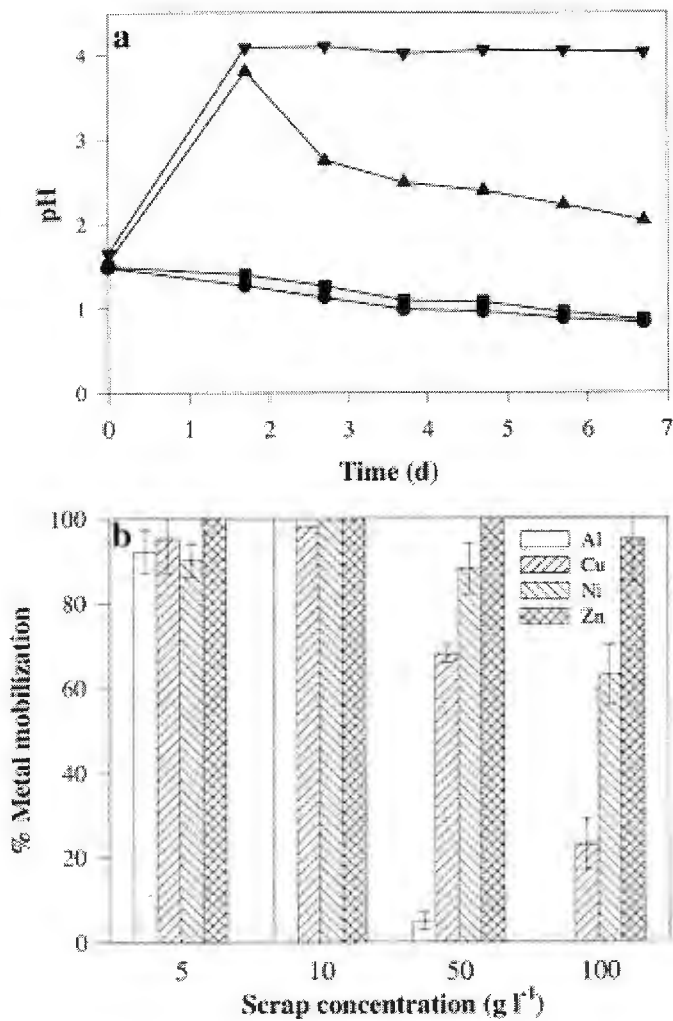 a
4
3
2
1
0
pH
0 1 2 3 4 5 6 7
Time (d)
b
100
80
60
40
20
0
% Metal mobilization
Al
Cu
Ni
Zn
5 10 50 100
Scrap concentration (g l⁻¹)